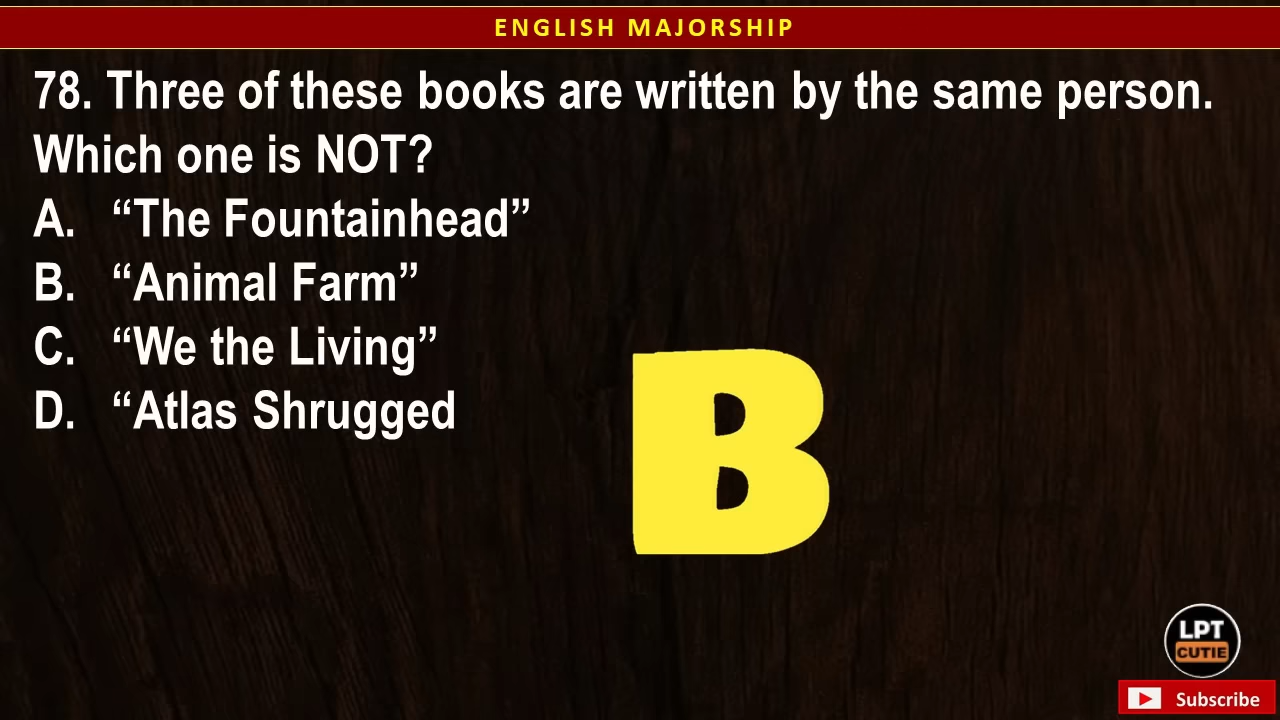 ENGLISH MAJORSHIP
78. Three of these books are written by the same person.
Which one is NOT?
A. “The Fountainhead”
B. “Animal Farm”
C. “We the Living”
D. “Atlas Shrugged
B
LPT
CUTIE
Subscribe